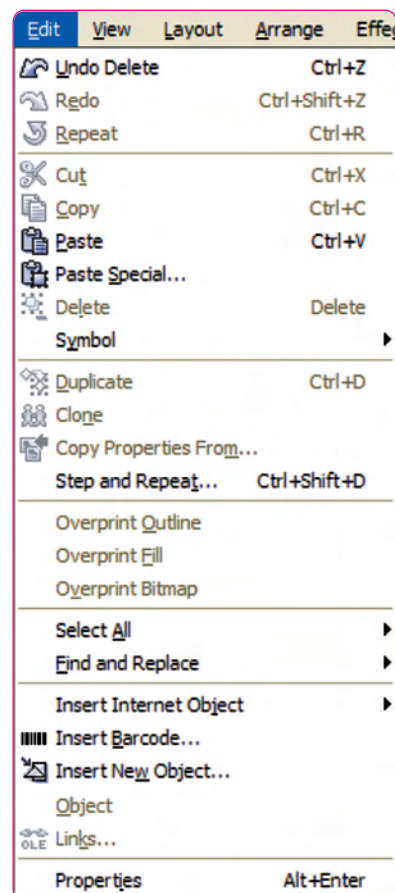 Edit View Layout Arrange Effe
Undo Delete Ctrl+Z
Redo Ctrl+Shift+Z
Repeat Ctrl+R
Cut Ctrl+X
Copy Ctrl+C
Paste Ctrl+V
Paste Special...
Delete Delete
Symbol
Duplicate Ctrl+D
Clone
Copy Properties From...
Step and Repeat... Ctrl+Shift+D
Overprint Outline
Overprint Fill
Overprint Bitmap
Select All
Find and Replace
Insert Internet Object
Insert Barcode...
Insert New Object...
Object
OLE Links...
Properties Alt+Enter